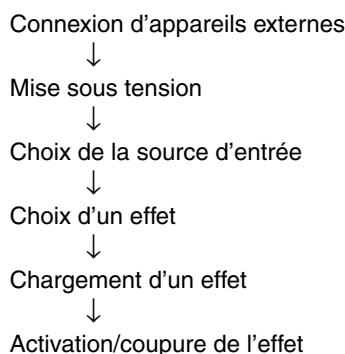 Connexion d’appareils externes
↓
Mise sous tension
↓
Choix de la source d'entrée
↓
Choix d’un effet
↓
Chargement d’un effet
↓
Activation/coupure de l’effet